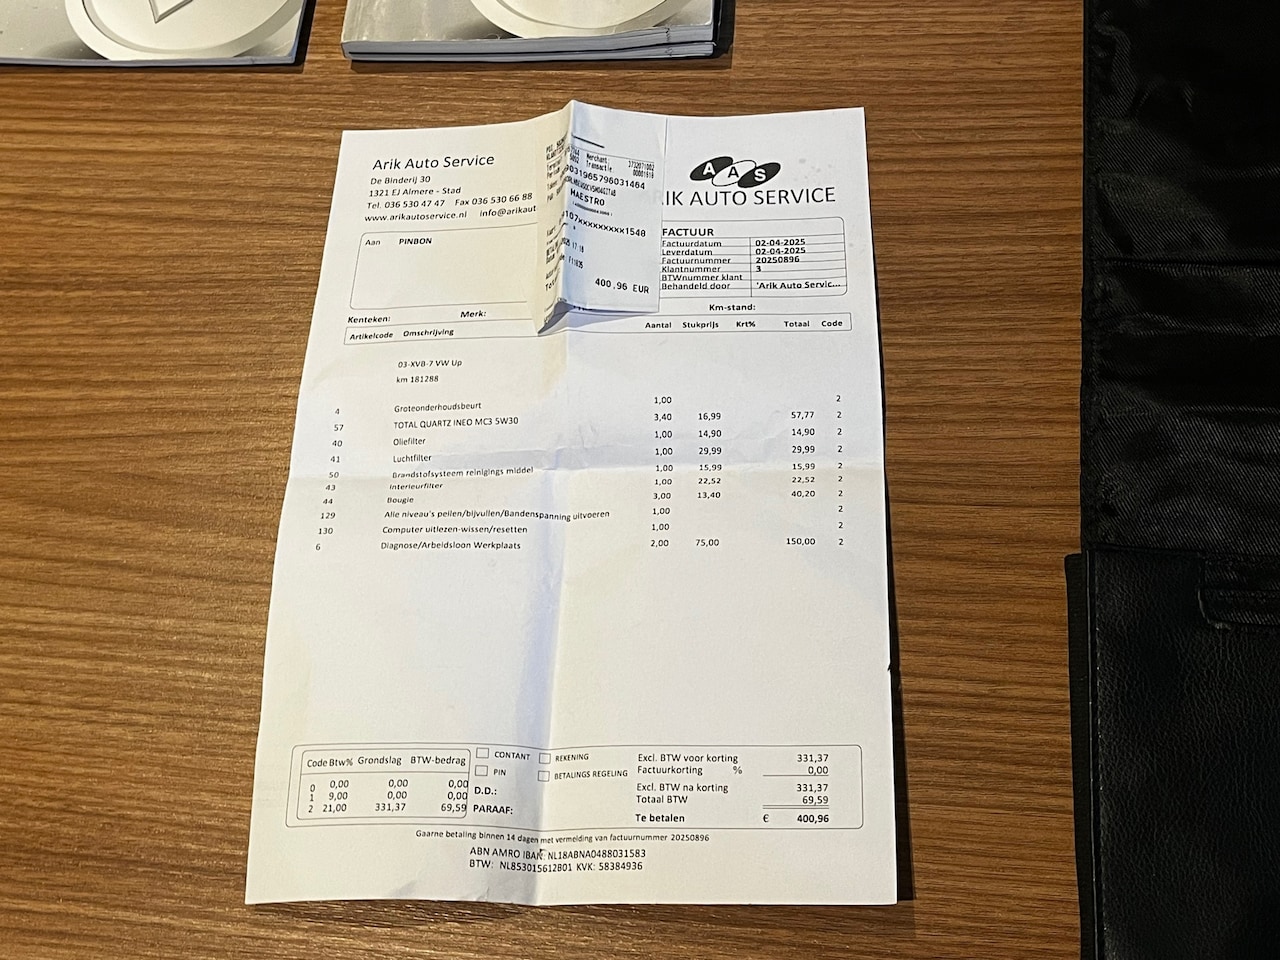 Arik Auto Service
De Binderij 30
1321 EJ Almere - Stad
Tel. 036 530 47 47 Fax 036 530 66 88
www.arikautoservice.nl info@arikaut
Merchant: 3732071002
Transactie: 00001618
MAESTRO
107xxxxxxxxx1548
400,96 EUR
AAS
RIK AUTO SERVICE
Aan PINBON
FACTUUR
Factuurdatum 02-04-2025
Leverdatum 02-04-2025
Factuurnummer 20250896
Klantnummer 3
BTWnummer klant
Behandeld door 'Arik Auto Servic...
Kenteken: Merk: Km-stand:
Artikelcode Omschrijving Aantal Stukprijs Krt% Totaal Code
03-XVB-7 VW Up
km 181288
4 Groteonderhoudsbeurt 1,00 2
57 TOTAL QUARTZ INEO MC3 5W30 3,40 16,99 57,77 2
40 Oliefilter 1,00 14,90 14,90 2
41 Luchtfilter 1,00 29,99 29,99 2
50 Brandstofsysteem reinigings middel 1,00 15,99 15,99 2
43 Interieurfilter 1,00 22,52 22,52 2
44 Bougie 3,00 13,40 40,20 2
129 Alle niveau's peilen/bijvullen/Bandenspanning uitvoeren 1,00 2
130 Computer uitlezen-wissen/resetten 1,00 2
6 Diagnose/Arbeidsloon Werkplaats 2,00 75,00 150,00 2
Code Btw% Grondslag BTW-bedrag
0 0,00 0,00 0,00
1 9,00 0,00 0,00
2 21,00 331,37 69,59
CONTANT REKENING
PIN BETALINGS REGELING
D.D.:
PARAAF:
Excl. BTW voor korting 331,37
Factuurkorting % 0,00
Excl. BTW na korting 331,37
Totaal BTW 69,59
Te betalen € 400,96
Gaarne betaling binnen 14 dagen met vermelding van factuurnummer 20250896
ABN AMRO IBAN: NL18ABNA0488031583
BTW: NL853015612B01 KVK: 58384936